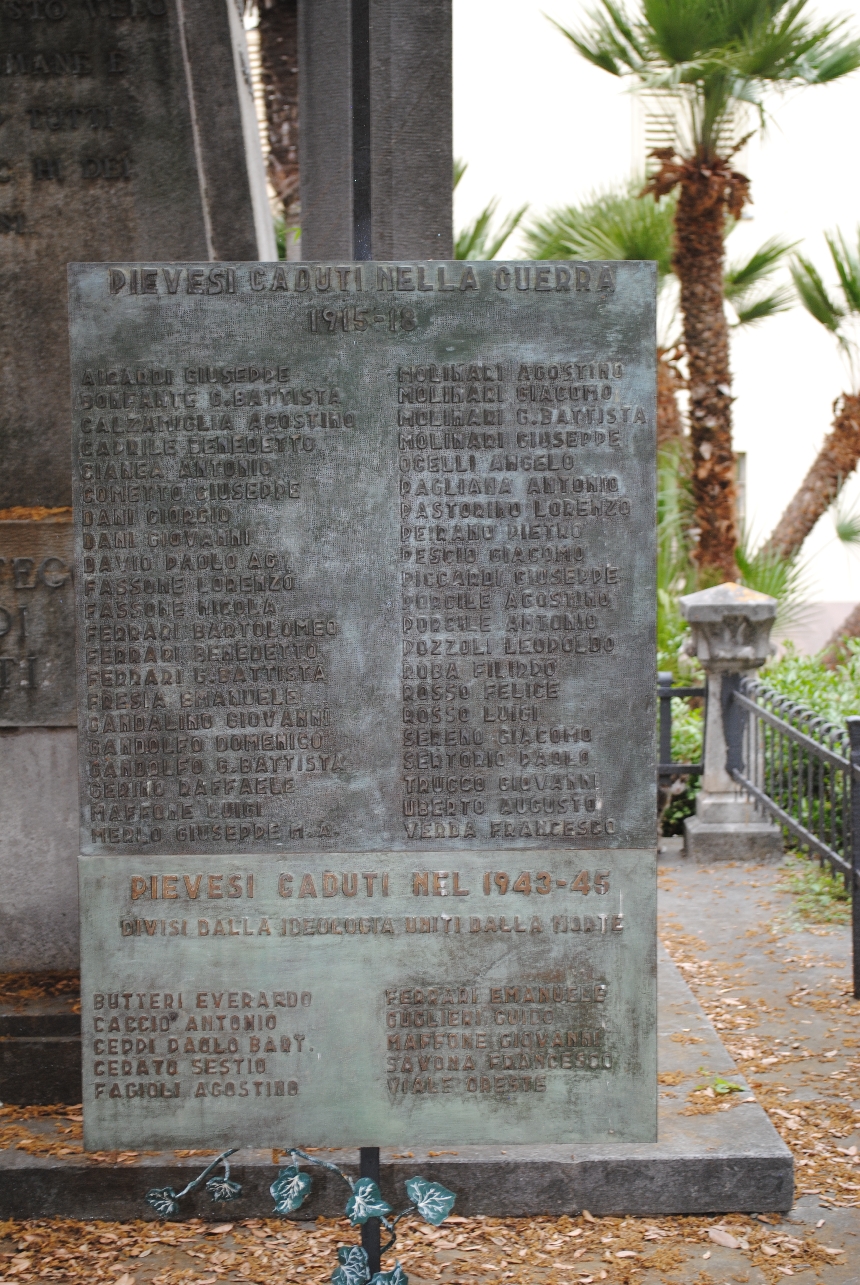 TUTTI
PIEVESI CADUTI NELLA GUERRA
1915-18
AICARDI GIUSEPPE
BONFANTE G.BATTISTA
CALZAMIGLIA AGOSTINO
CAPRILE BENEDETTO
CIANEA ANTONIO
COMETTO GIUSEPPE
DANI GIORGIO
DANI GIOVANNI
DAVIO PAOLO AG.
FASSONE LORENZO
FASSONE NICOLA
FERRARI BARTOLOMEO
FERRARI BENEDETTO
FERRARI G.BATTISTA
FRESIA EMANUELE
GANDALINO GIOVANNI
GANDOLFO DOMENICO
GANDOLFO G.BATTISTA
GERINO RAFFAELE
MAFFONE LUIGI
MERLO GIUSEPPE M.A.
MOLINARI AGOSTINO
MOLINARI GIACOMO
MOLINARI G.BATTISTA
MOLINARI GIUSEPPE
OCELLI ANGELO
PAGLIANA ANTONIO
PASTORINO LORENZO
PEIRANO PIETRO
PESCIO GIACOMO
PICCARDI GIUSEPPE
PORCILE AGOSTINO
PORCILE ANTONIO
POZZOLI LEOPOLDO
ROBA FILIPPO
ROSSO FELICE
ROSSO LUIGI
SERENO GIACOMO
SERTORIO PAOLO
TRUCCO GIOVANNI
UBERTO AUGUSTO
VERDA FRANCESCO
PIEVESI CADUTI NEL 1943-45
DIVISI DALLA IDEOLOGIA UNITI DALLA MORTE
BUTTERI EVERARDO
CACCIO' ANTONIO
CEPPI PAOLO BART.
CERATO SESTIO
FAGIOLI AGOSTINO
FERRARI EMANUELE
GUGLIERI GUIDO
MAFFONE GIOVANNI
SAVONA FRANCESCO
VIALE ORESTE